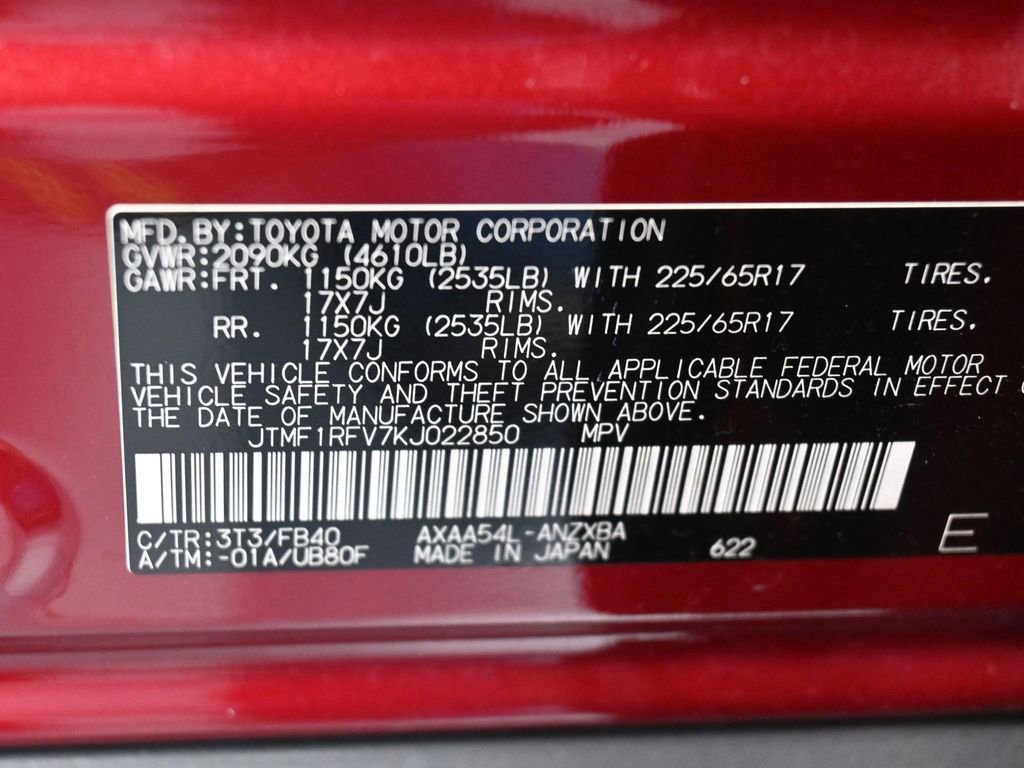 MFD.BY:TOYOTA MOTOR CORPORATION
GVWR:2090KG (4610LB)
GAWR:FRT. 1150KG (2535LB) WITH 225/65R17 TIRES.
17X7J RIMS.
RR. 1150KG (2535LB) WITH 225/65R17 TIRES.
17X7J RIMS.
THIS VEHICLE CONFORMS TO ALL APPLICABLE FEDERAL MOTOR
VEHICLE SAFETY AND THEFT PREVENTION STANDARDS IN EFFECT
THE DATE OF MANUFACTURE SHOWN ABOVE.
JTMF1RFV7KJ022850 MPV
C/TR:3T3/FB40 AXAA54L-ANZXBA
A/TM:-01A/UB80F MADE IN JAPAN 622 E